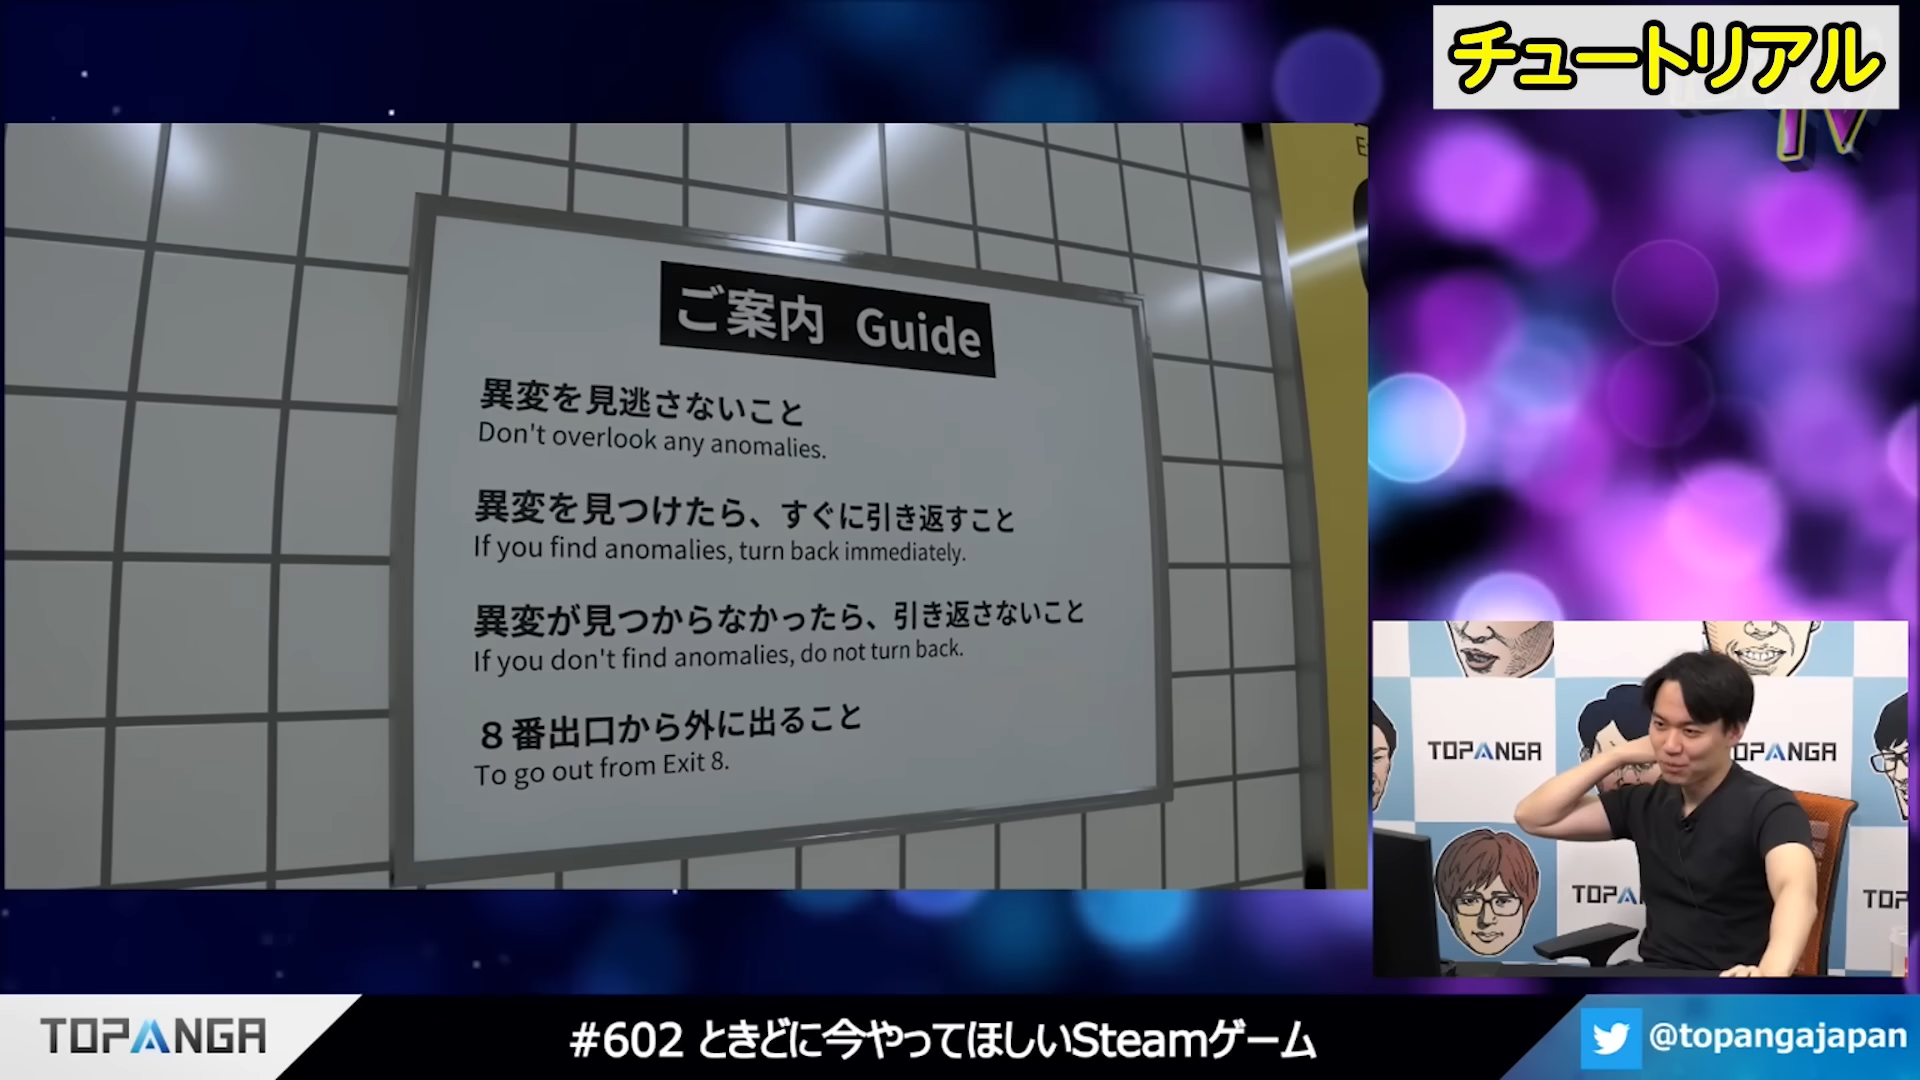 チュートリアル
TV
ご案内 Guide
異変を見逃さないこと
Don't overlook any anomalies.
異変を見つけたら、すぐに引き返すこと
If you find anomalies, turn back immediately.
異変が見つからなかったら、引き返さないこと
If you don't find anomalies, do not turn back.
８番出口から外に出ること
To go out from Exit 8.
TOPANGA
TOPANGA
#602 ときどに今やってほしいSteamゲーム
@topangajapan